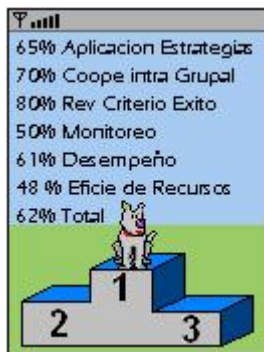 65% Aplicacion Estrategias
70% Coope intra Grupal
80% Rev Criterio Exito
50% Monitoreo
61% Desempeño
48 % Eficie de Recursos
62% Total
1
2
3